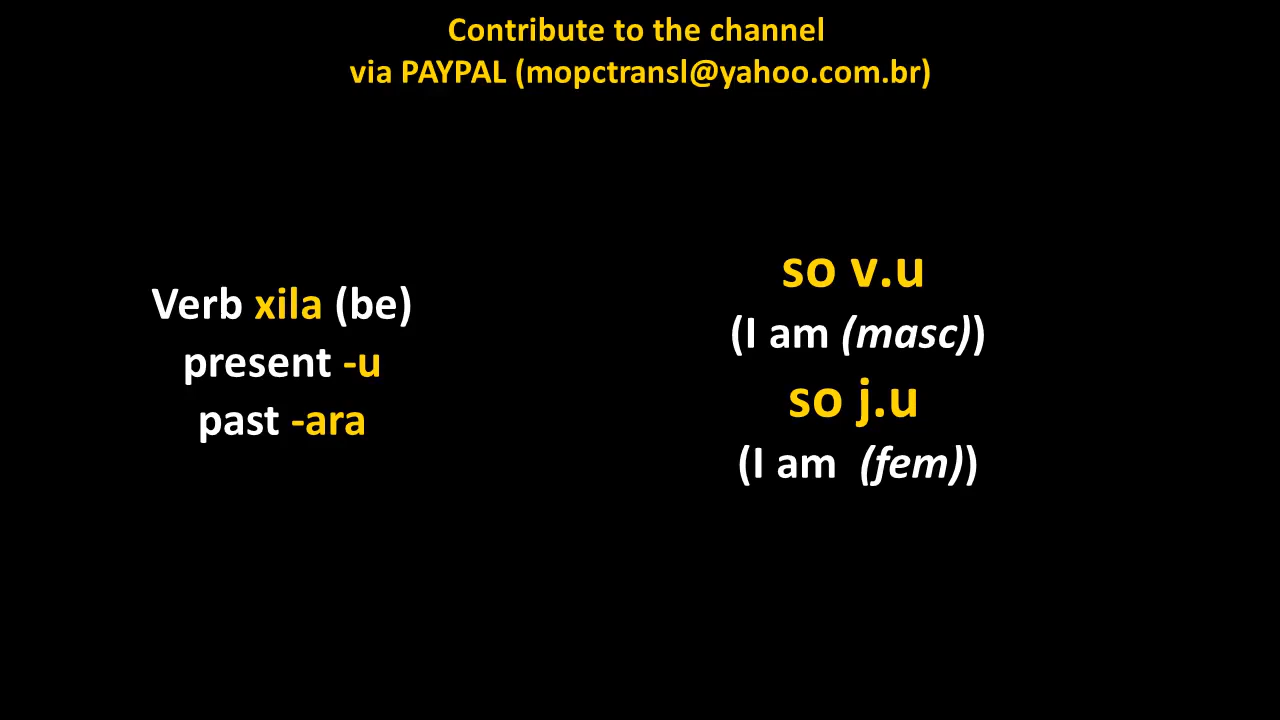 Contribute to the channel
via PAYPAL (mopctransl@yahoo.com.br)
Verb xila (be)
present -u
past -ara
so v.u
(I am (masc))
so j.u
(I am (fem))